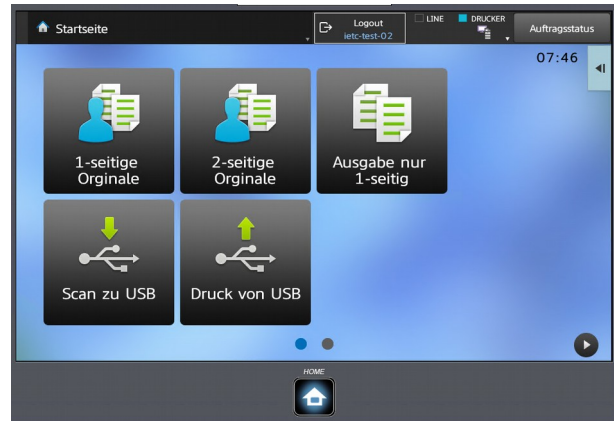 Startseite
Logout
ietc-test-02
LINE
DRUCKER
Auftragsstatus
07:46
1-seitige
Orginale
2-seitige
Orginale
Ausgabe nur
1-seitig
Scan zu USB
Druck von USB
HOME